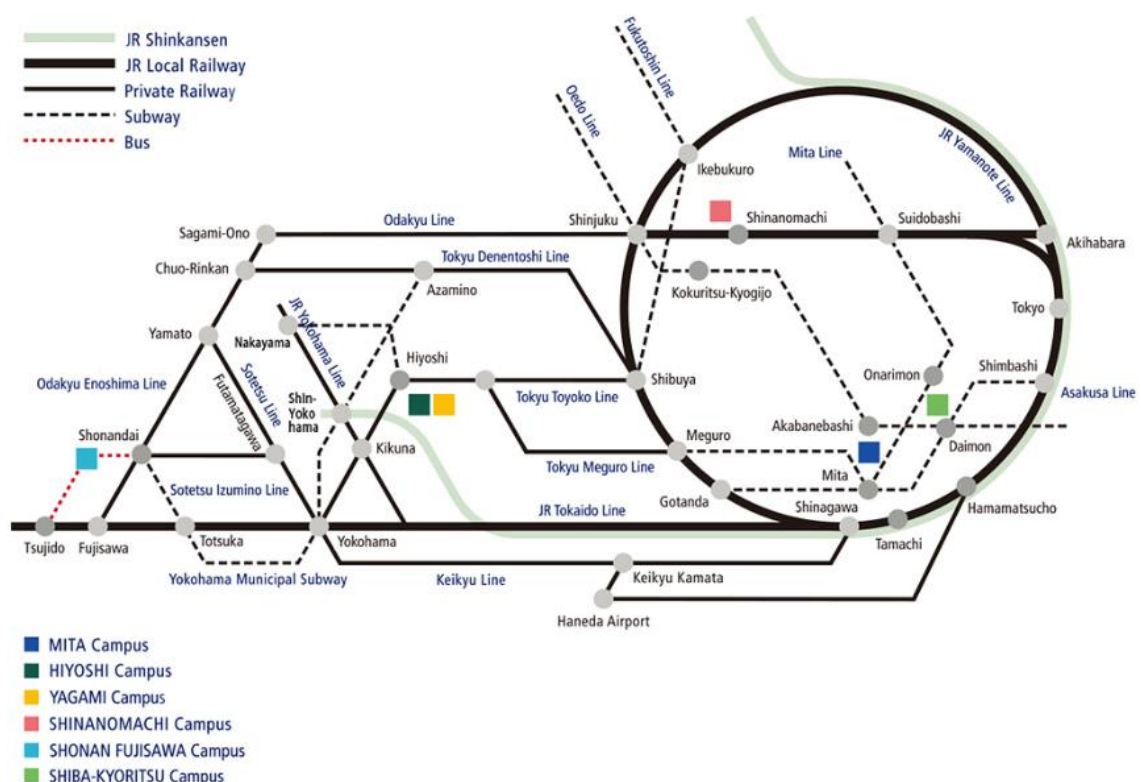 JR Shinkansen
JR Local Railway
Private Railway
Subway
Bus
Fukutoshin Line
Oedo Line
Mita Line
JR Yamanote Line
Ikebukuro
Odakyu Line
Shinjuku
Shinanomachi
Suidobashi
Akihabara
Sagami-Ono
Chuo-Rinkan
Tokyu Denentoshi Line
Azamino
Kokuritsu-Kyogijo
Tokyo
JR Yokohama Line
Nakayama
Yamato
Hiyoshi
Shimbashi
Onarimon
Odakyu Enoshima Line
Sotetsu Line
Futamatagawa
Shin-
Yoko
hama
Tokyu Toyoko Line
Shibuya
Asakusa Line
Shonandai
Kikuna
Meguro
Akabanebashi
Daimon
Tokyu Meguro Line
Mita
Sotetsu Izumino Line
Gotanda
Shinagawa
Hamamatsucho
JR Tokaido Line
Tsujido
Fujisawa
Totsuka
Yokohama
Tamachi
Yokohama Municipal Subway
Keikyu Line
Keikyu Kamata
Haneda Airport
MITA Campus
HIYOSHI Campus
YAGAMI Campus
SHINANOMACHI Campus
SHONAN FUJISAWA Campus
SHIBA-KYORITSU Campus